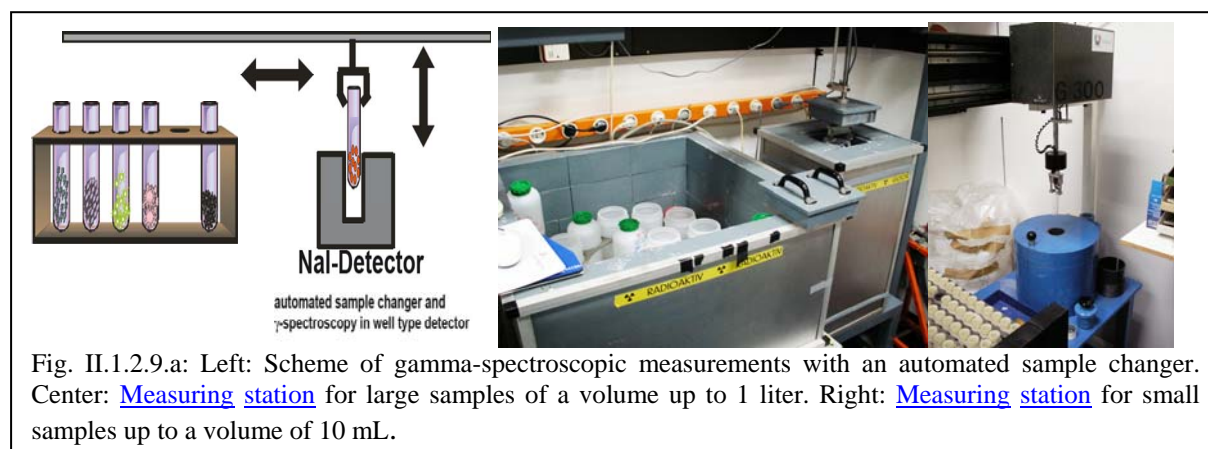 NaI-Detector
automated sample changer and
γ-spectroscopy in well type detector
RADIOAKTIV
RADIOAKTIV
G 300
Fig. II.1.2.9.a: Left: Scheme of gamma-spectroscopic measurements with an automated sample changer.
Center: Measuring station for large samples of a volume up to 1 liter. Right: Measuring station for small
samples up to a volume of 10 mL.